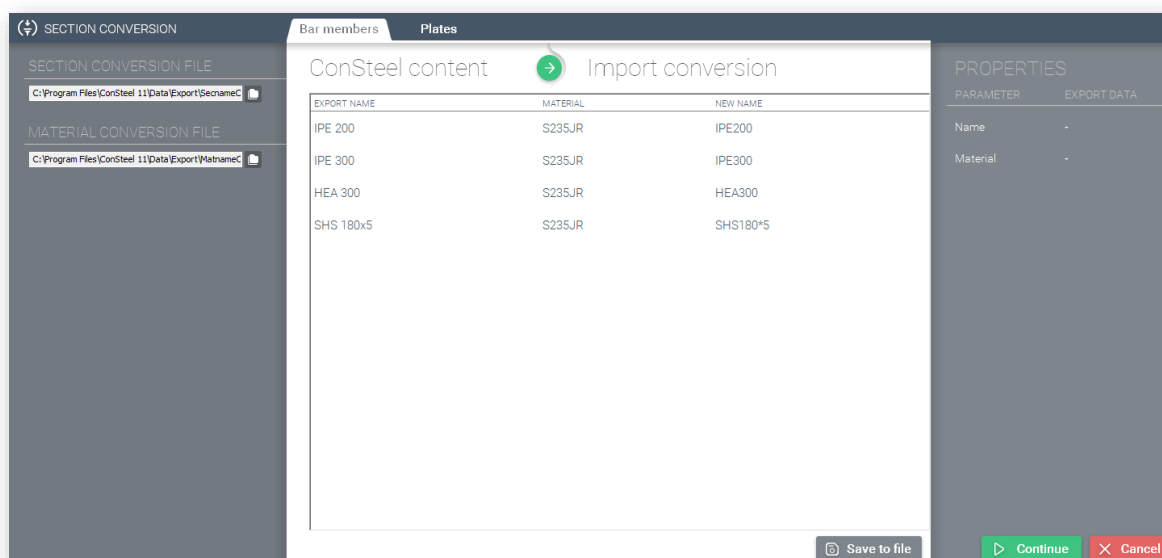 SECTION CONVERSION
Bar members
Plates
SECTION CONVERSION FILE
C:\Program Files\ConSteel 11\Data\Export\SecnameC
MATERIAL CONVERSION FILE
C:\Program Files\ConSteel 11\Data\Export\MatnameC
ConSteel content
Import conversion
EXPORT NAME MATERIAL NEW NAME
IPE 200 S235JR IPE200
IPE 300 S235JR IPE300
HEA 300 S235JR HEA300
SHS 180x5 S235JR SHS180*5
Save to file
PROPERTIES
PARAMETER EXPORT DATA
Name -
Material -
Continue
Cancel